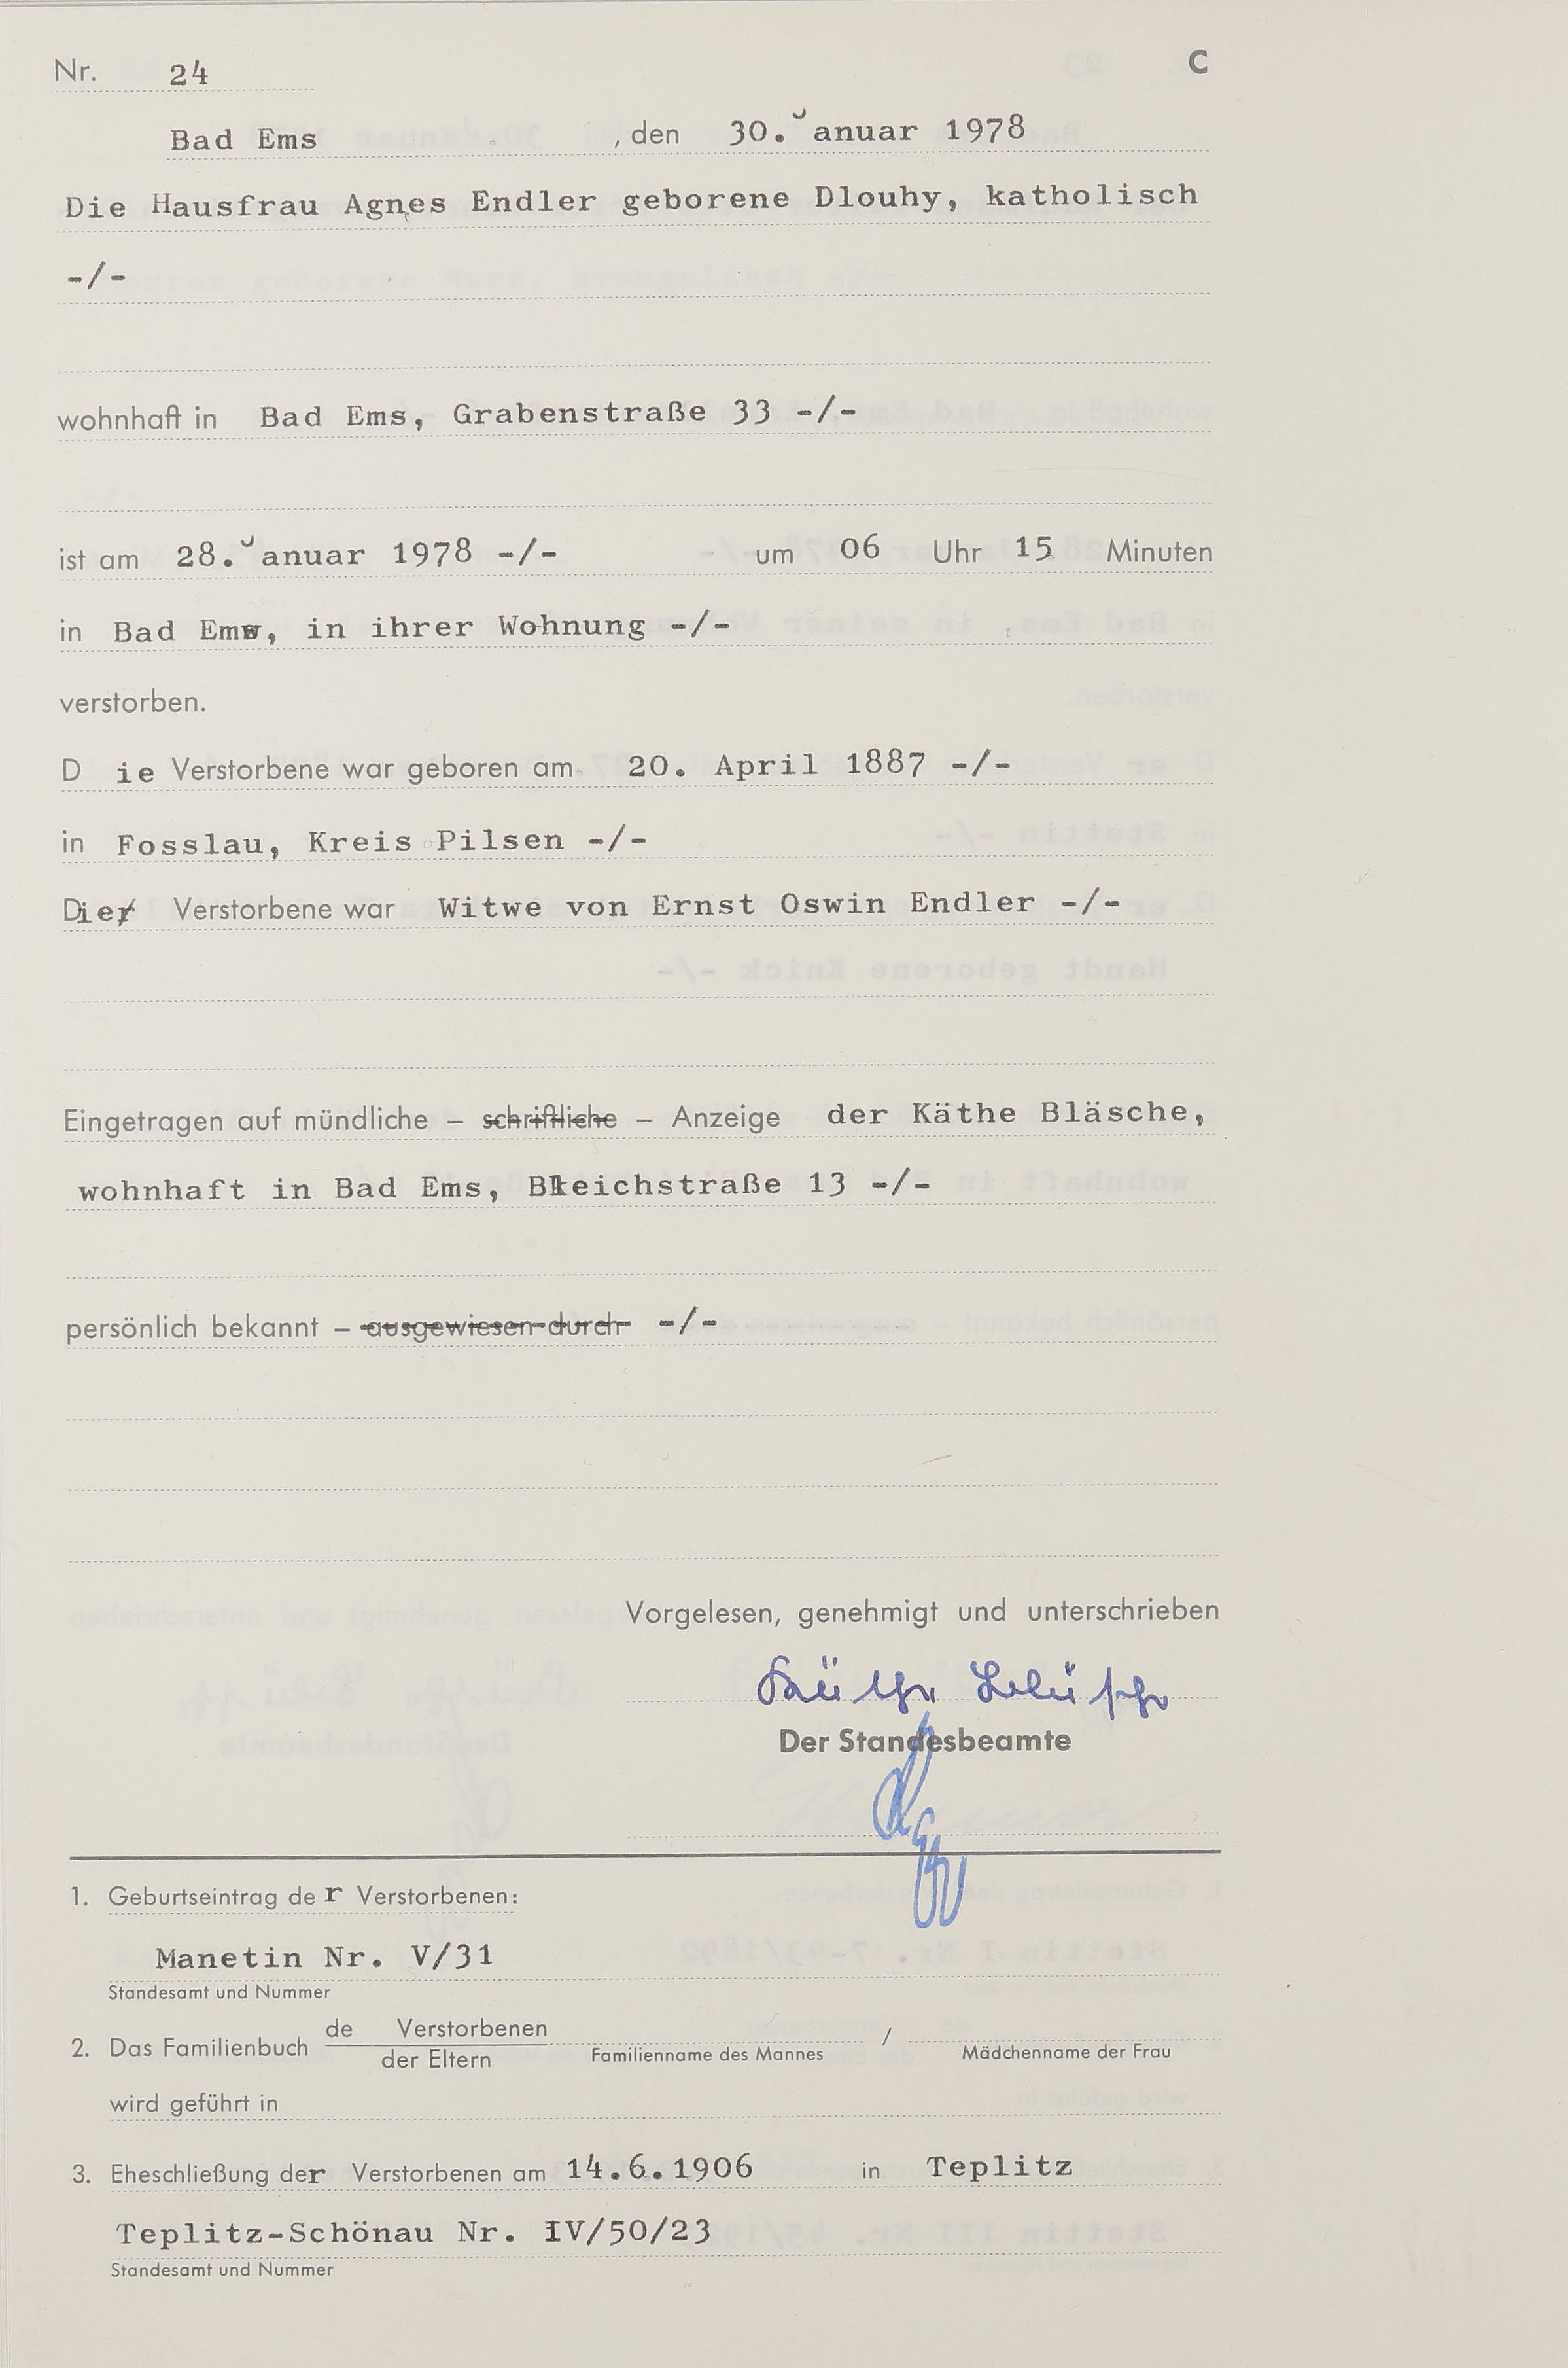 Nr. 24 C
Bad Ems , den 30. Januar 1978
Die Hausfrau Agnes Endler geborene Dlouhy, katholisch
-/-
wohnhaft in Bad Ems, Grabenstraße 33 -/-
ist am 28. Januar 1978 -/- um 06 Uhr 15 Minuten
in Bad Ems, in ihrer Wohnung -/-
verstorben.
D ie Verstorbene war geboren am 20. April 1887 -/-
in Fosslau, Kreis Pilsen -/-
Die Verstorbene war Witwe von Ernst Oswin Endler -/-
Eingetragen auf mündliche – schriftliche – Anzeige der Käthe Bläsche,
wohnhaft in Bad Ems, Bleichstraße 13 -/-
persönlich bekannt – ausgewiesen durch -/-
Vorgelesen, genehmigt und unterschrieben
Käthe Bläsche
Der Standesbeamte
1. Geburtseintrag de r Verstorbenen:
Manetin Nr. V/31
Standesamt und Nummer
2. Das Familienbuch de Verstorbenen / der Eltern
Familienname des Mannes / Mädchenname der Frau
wird geführt in
3. Eheschließung der Verstorbenen am 14.6.1906 in Teplitz
Teplitz-Schönau Nr. IV/50/23
Standesamt und Nummer